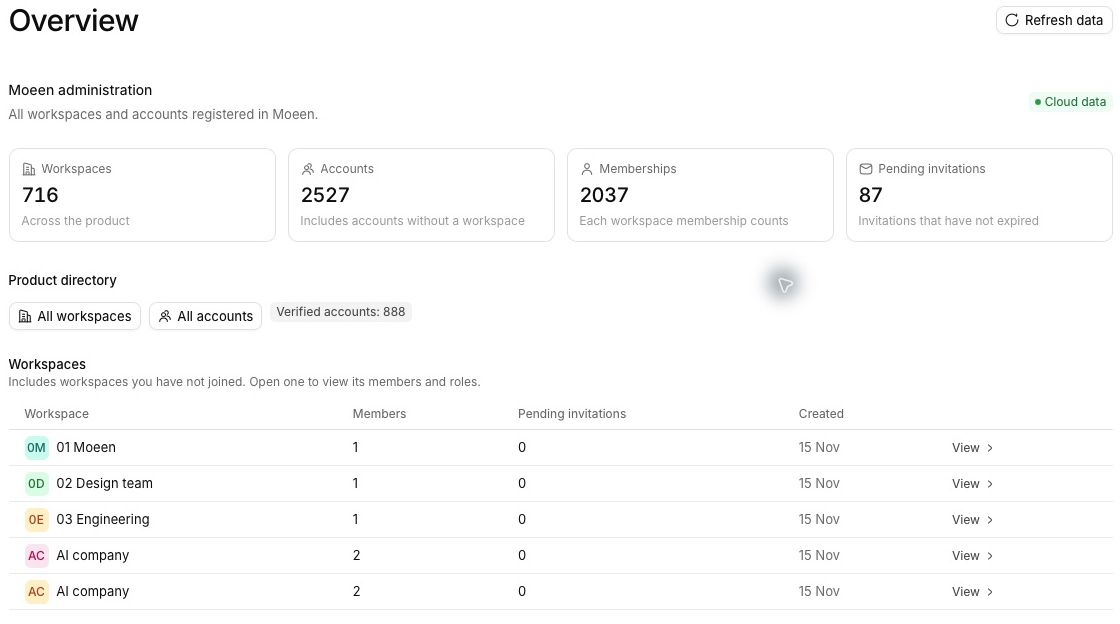 Overview
Refresh data
Moeen administration
All workspaces and accounts registered in Moeen.
Cloud data
Workspaces
716
Across the product
Accounts
2527
Includes accounts without a workspace
Memberships
2037
Each workspace membership counts
Pending invitations
87
Invitations that have not expired
Product directory
All workspaces
All accounts
Verified accounts: 888
Workspaces
Includes workspaces you have not joined. Open one to view its members and roles.
Workspace Members Pending invitations Created
0M 01 Moeen 1 0 15 Nov View
0D 02 Design team 1 0 15 Nov View
0E 03 Engineering 1 0 15 Nov View
AC AI company 2 0 15 Nov View
AC AI company 2 0 15 Nov View